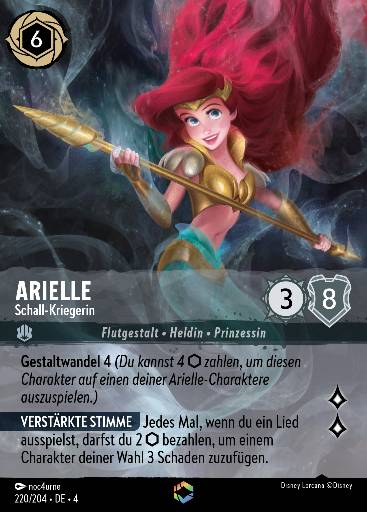 6
ARIELLE
Schall-Kriegerin
3
8
Flutgestalt • Heldin • Prinzessin
Gestaltwandel 4 (Du kannst 4 ⬡ zahlen, um diesen
Charakter auf einen deiner Arielle-Charaktere
auszuspielen.)
VERSTÄRKTE STIMME Jedes Mal, wenn du ein Lied
ausspielst, darfst du 2 ⬡ bezahlen, um einem
Charakter deiner Wahl 3 Schaden zuzufügen.
noc4urne
220/204 • DE • 4
Disney Lorcana ©Disney